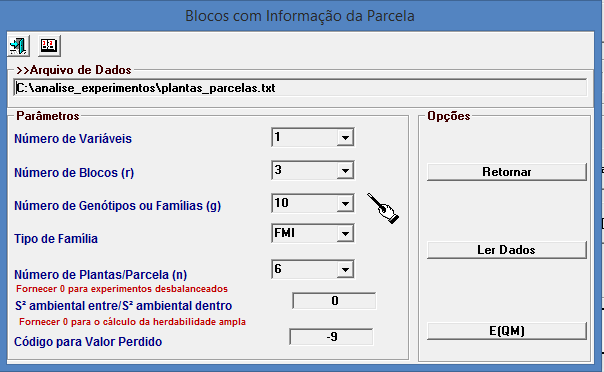 Blocos com Informação da Parcela
>>Arquivo de Dados
C:\analise_experimentos\plantas_parcelas.txt
Parâmetros
Número de Variáveis 1
Número de Blocos (r) 3
Número de Genótipos ou Famílias (g) 10
Tipo de Família FMI
Número de Plantas/Parcela (n) 6
Fornecer 0 para experimentos desbalanceados
S² ambiental entre/S² ambiental dentro 0
Fornecer 0 para o cálculo da herdabilidade ampla
Código para Valor Perdido -9
Opções
Retornar
Ler Dados
E(QM)